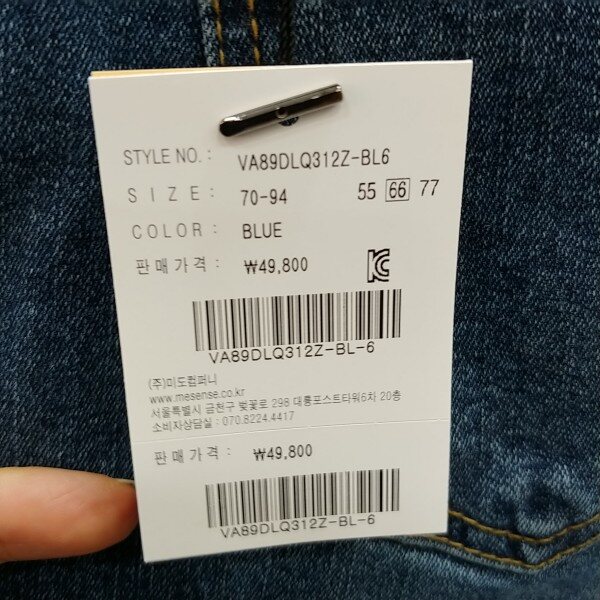 STYLE NO. : VA89DLQ312Z-BL6
SIZE : 70-94 55 66 77
COLOR : BLUE
판매가격 : ₩49,800
KC
VA89DLQ312Z-BL-6
(주)미도컴퍼니
www.mesense.co.kr
서울특별시 금천구 벚꽃로 298 대륭포스트타워6차 20층
소비자상담실 : 070.8224.4417
판매가격 : ₩49,800
VA89DLQ312Z-BL-6